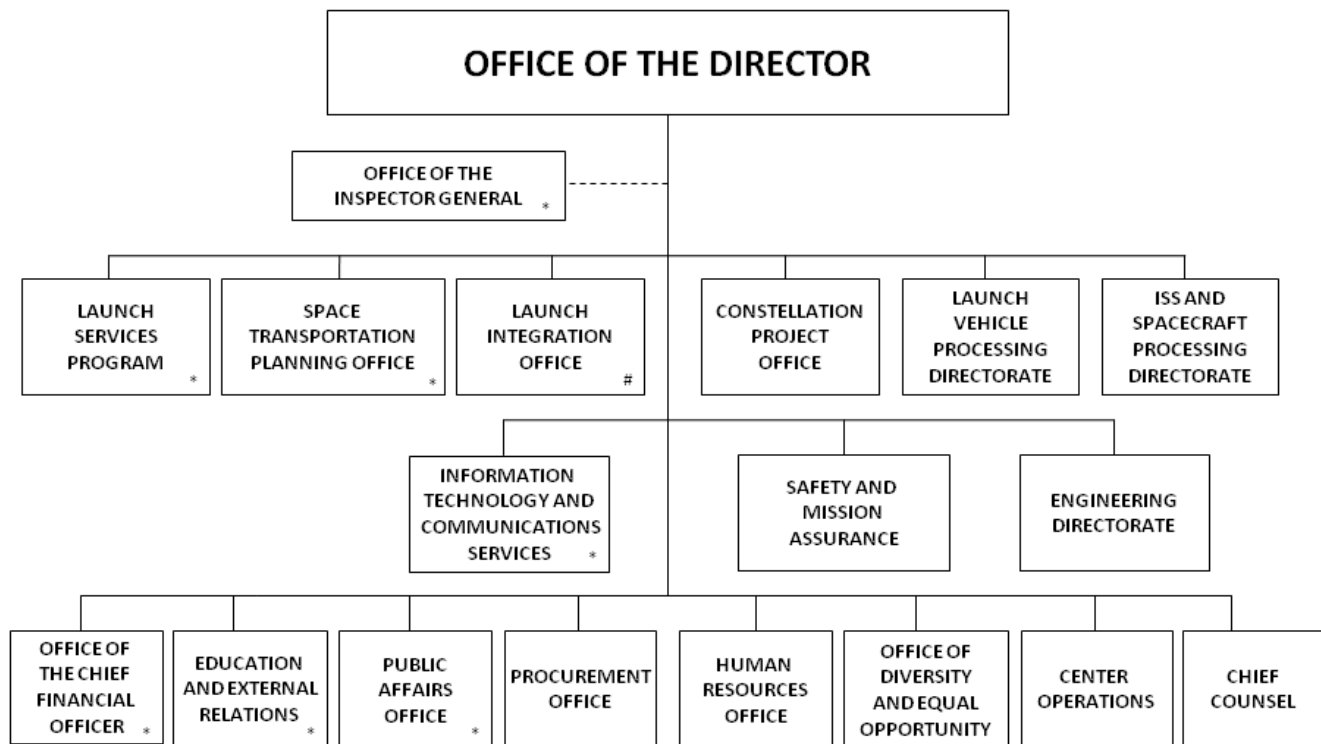 OFFICE OF THE DIRECTOR
OFFICE OF THE
INSPECTOR GENERAL *
LAUNCH
SERVICES
PROGRAM *
SPACE
TRANSPORTATION
PLANNING OFFICE *
LAUNCH
INTEGRATION
OFFICE #
CONSTELLATION
PROJECT
OFFICE
LAUNCH
VEHICLE
PROCESSING
DIRECTORATE
ISS AND
SPACECRAFT
PROCESSING
DIRECTORATE
INFORMATION
TECHNOLOGY AND
COMMUNICATIONS
SERVICES *
SAFETY AND
MISSION
ASSURANCE
ENGINEERING
DIRECTORATE
OFFICE OF
THE CHIEF
FINANCIAL
OFFICER *
EDUCATION
AND EXTERNAL
RELATIONS *
PUBLIC
AFFAIRS
OFFICE *
PROCUREMENT
OFFICE
HUMAN
RESOURCES
OFFICE
OFFICE OF
DIVERSITY
AND EQUAL
OPPORTUNITY
CENTER
OPERATIONS
CHIEF
COUNSEL